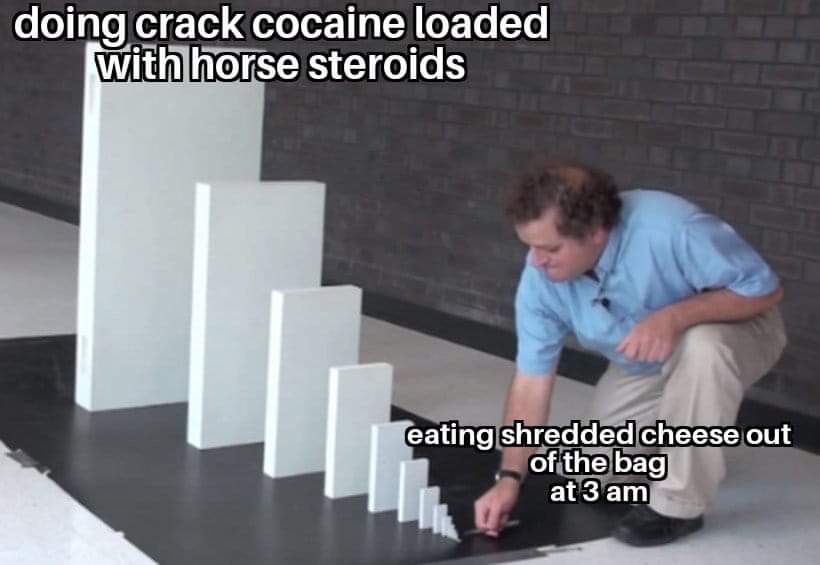 doing crack cocaine loaded
with horse steroids
eating shredded cheese out
of the bag
at 3 am